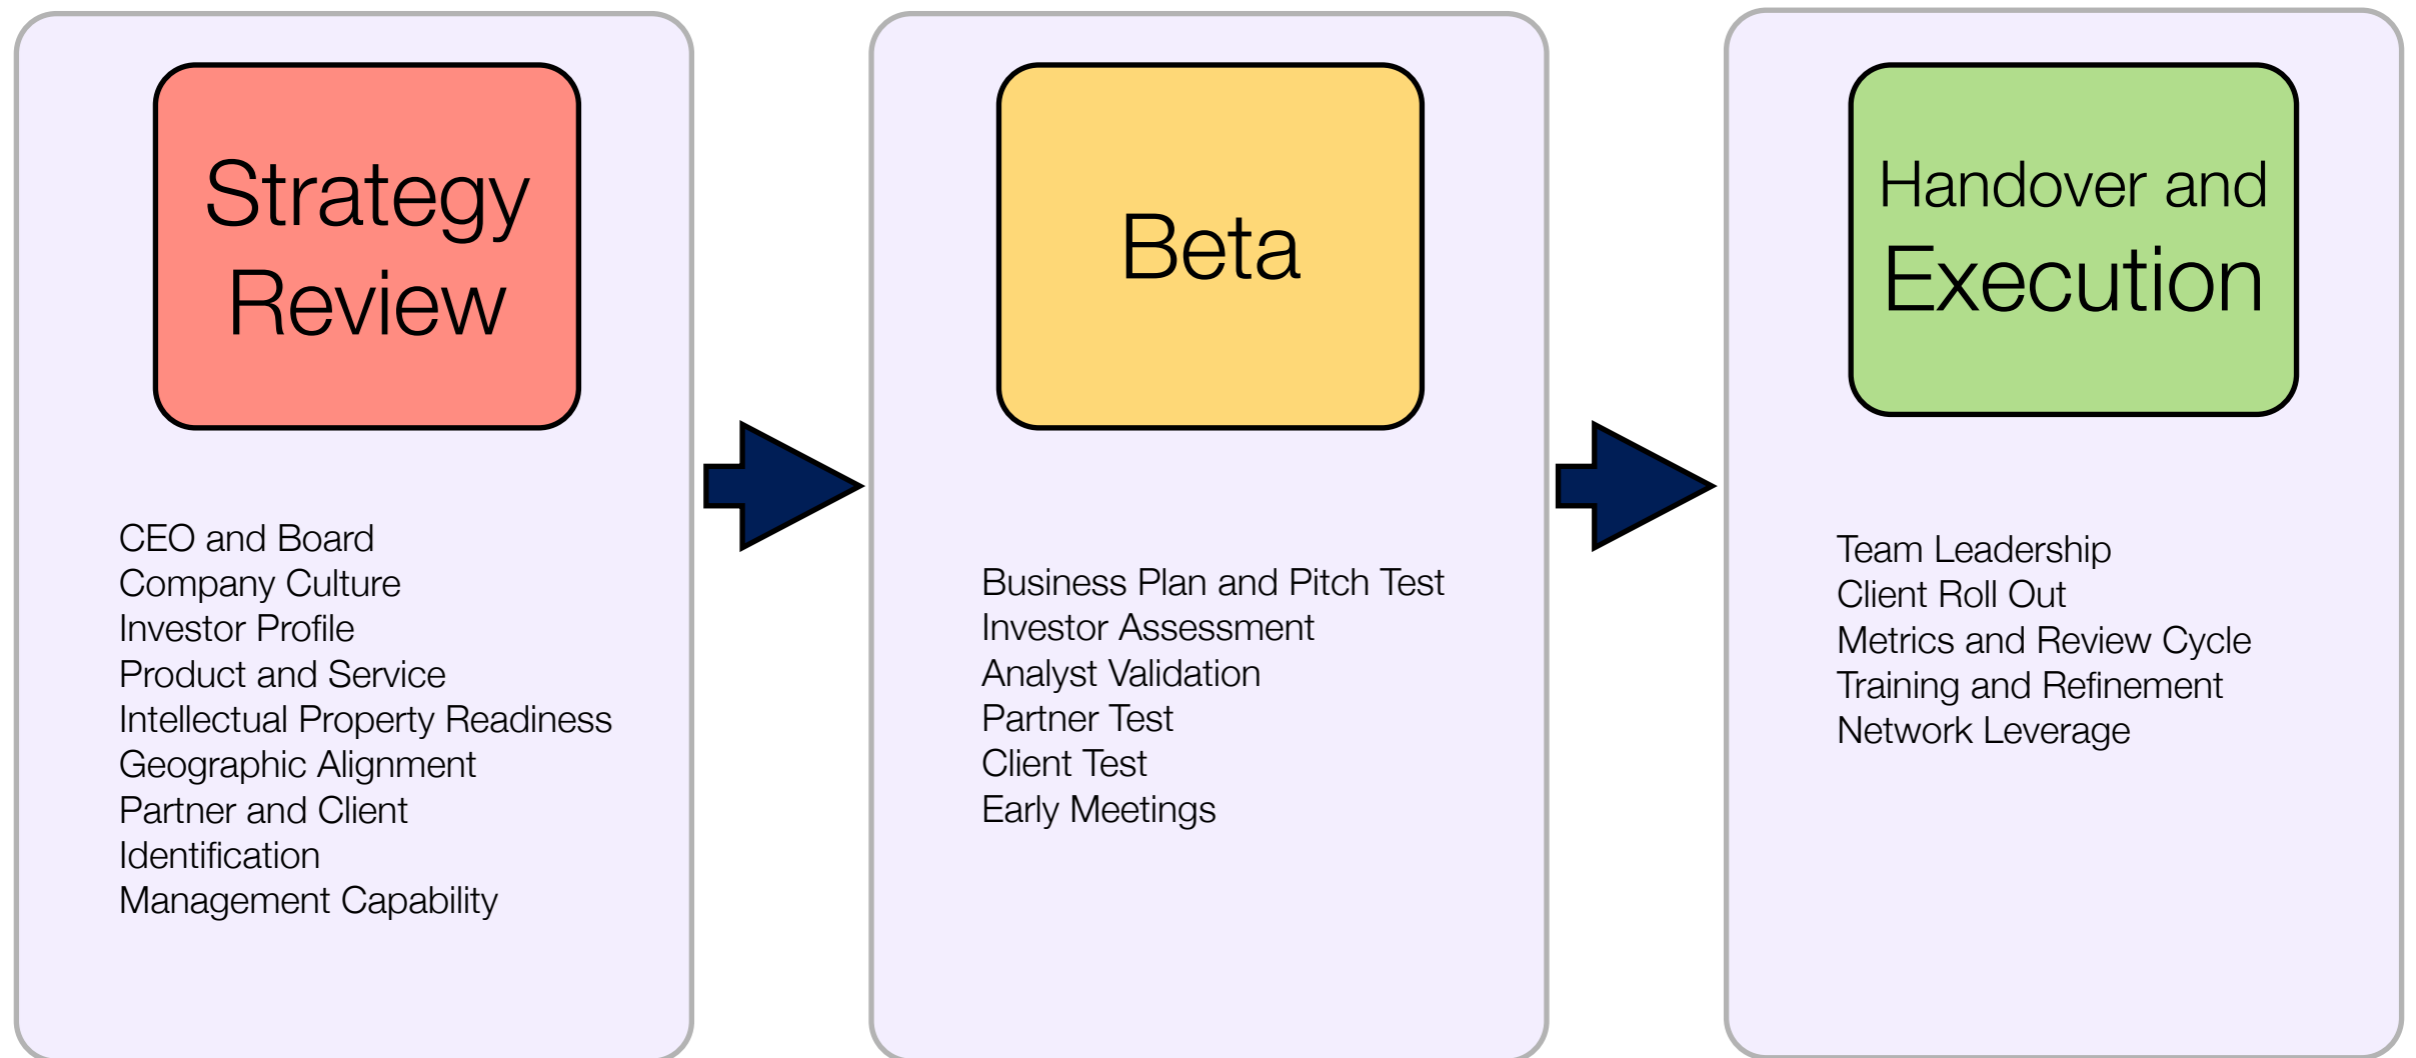 Strategy
Review
CEO and Board
Company Culture
Investor Profile
Product and Service
Intellectual Property Readiness
Geographic Alignment
Partner and Client
Identification
Management Capability
Beta
Business Plan and Pitch Test
Investor Assessment
Analyst Validation
Partner Test
Client Test
Early Meetings
Handover and
Execution
Team Leadership
Client Roll Out
Metrics and Review Cycle
Training and Refinement
Network Leverage